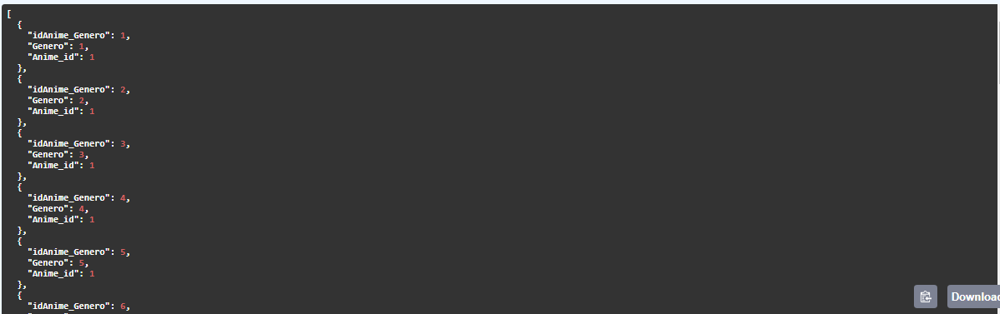 [
  {
    "idAnime_Genero": 1,
    "Genero": 1,
    "Anime_id": 1
  },
  {
    "idAnime_Genero": 2,
    "Genero": 2,
    "Anime_id": 1
  },
  {
    "idAnime_Genero": 3,
    "Genero": 3,
    "Anime_id": 1
  },
  {
    "idAnime_Genero": 4,
    "Genero": 4,
    "Anime_id": 1
  },
  {
    "idAnime_Genero": 5,
    "Genero": 5,
    "Anime_id": 1
  },
  {
    "idAnime_Genero": 6,
Download